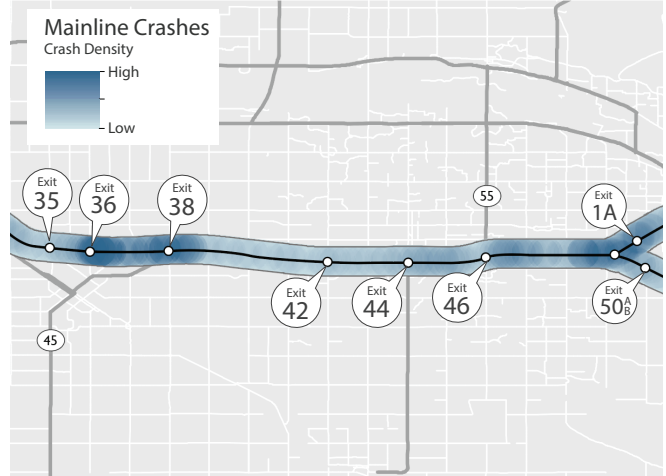 Mainline Crashes
Crash Density
High
Low
Exit
35
Exit
36
Exit
38
55
Exit
1A
Exit
42
Exit
44
Exit
46
Exit
50A
B
45